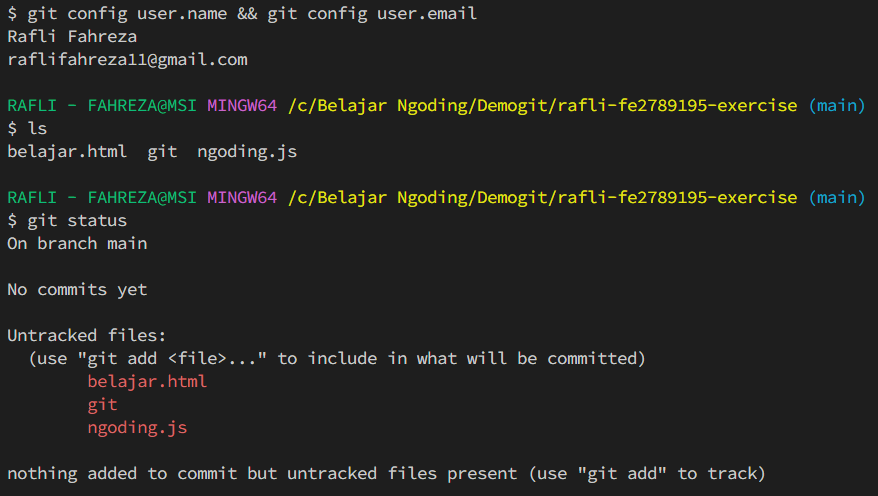 $ git config user.name && git config user.email
Rafli Fahreza
raflifahreza11@gmail.com
RAFLI - FAHREZA@MSI MINGW64 /c/Belajar Ngoding/Demogit/rafli-fe2789195-exercise (main)
$ ls
belajar.html  git  ngoding.js
RAFLI - FAHREZA@MSI MINGW64 /c/Belajar Ngoding/Demogit/rafli-fe2789195-exercise (main)
$ git status
On branch main
No commits yet
Untracked files:
  (use "git add <file>..." to include in what will be committed)
        belajar.html
        git
        ngoding.js
nothing added to commit but untracked files present (use "git add" to track)